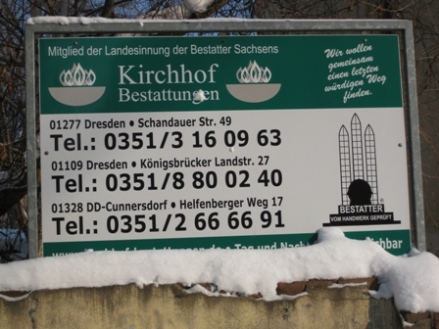 Mitglied der Landesinnung der Bestatter Sachsens
Kirchhof
Bestattungen
Wir wollen
gemeinsam
einen letzten
würdigen Weg
finden.
01277 Dresden • Schandauer Str. 49
Tel.: 0351/3 16 09 63
01109 Dresden • Königsbrücker Landstr. 27
Tel.: 0351/8 80 02 40
01328 DD-Cunnersdorf • Helfenberger Weg 17
Tel.: 0351/2 66 66 91
BESTATTER
VOM HANDWERK GEPRÜFT
Tag und